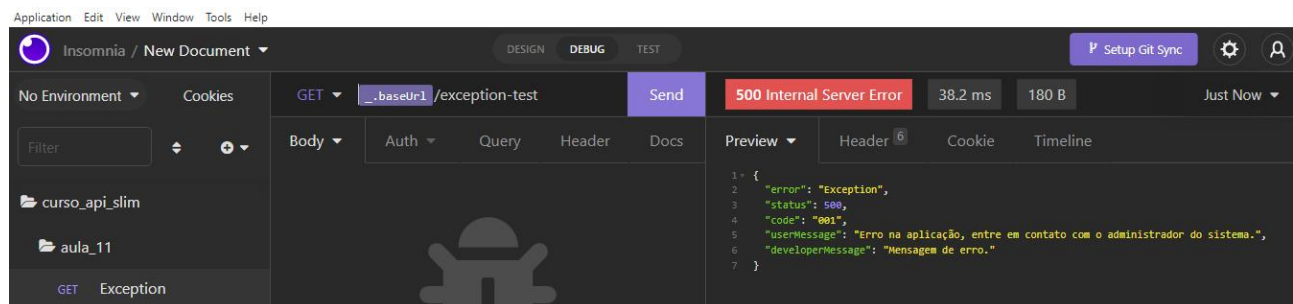 Application Edit View Window Tools Help
Insomnia / New Document
DESIGN DEBUG TEST
Setup Git Sync
No Environment Cookies
GET _.baseUrl /exception-test Send
500 Internal Server Error 38.2 ms 180 B Just Now
Filter
Body Auth Query Header Docs
Preview Header 6 Cookie Timeline
curso_api_slim
aula_11
GET Exception
1 {
2 "error": "Exception",
3 "status": 500,
4 "code": "001",
5 "userMessage": "Erro na aplicação, entre em contato com o administrador do sistema.",
6 "developerMessage": "Mensagem de erro."
7 }